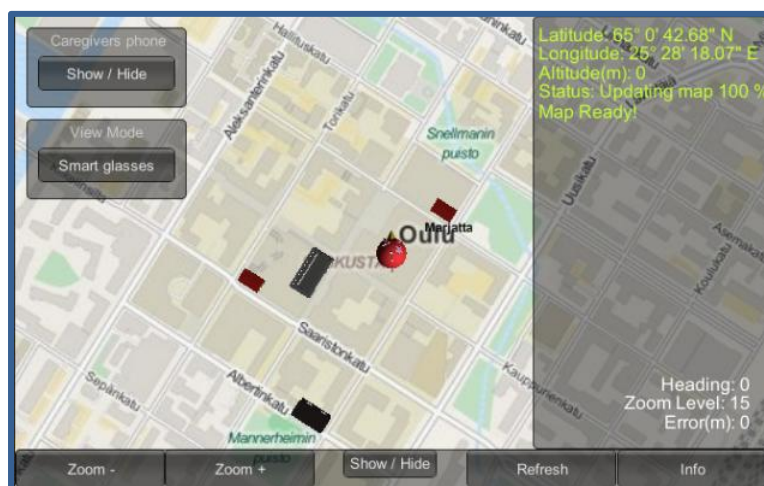 Caregivers phone
Show / Hide
View Mode
Smart glasses
Latitude: 65° 0' 42.68" N
Longitude: 25° 28' 18.07" E
Altitude(m): 0
Status: Updating map 100 %
Map Ready!
Hallituskatu
Aleksanterinkatu
Torikatu
Snellmanin
puisto
Uusikatu
Asemakatu
Koulukatu
Marjatta
Oulu
KUSTA
Saaristonkatu
Albertinkatu
Sepänkatu
Kauppurienkatu
Mannerheimin
puisto
Heading: 0
Zoom Level: 15
Error(m): 0
Zoom -
Zoom +
Show / Hide
Refresh
Info